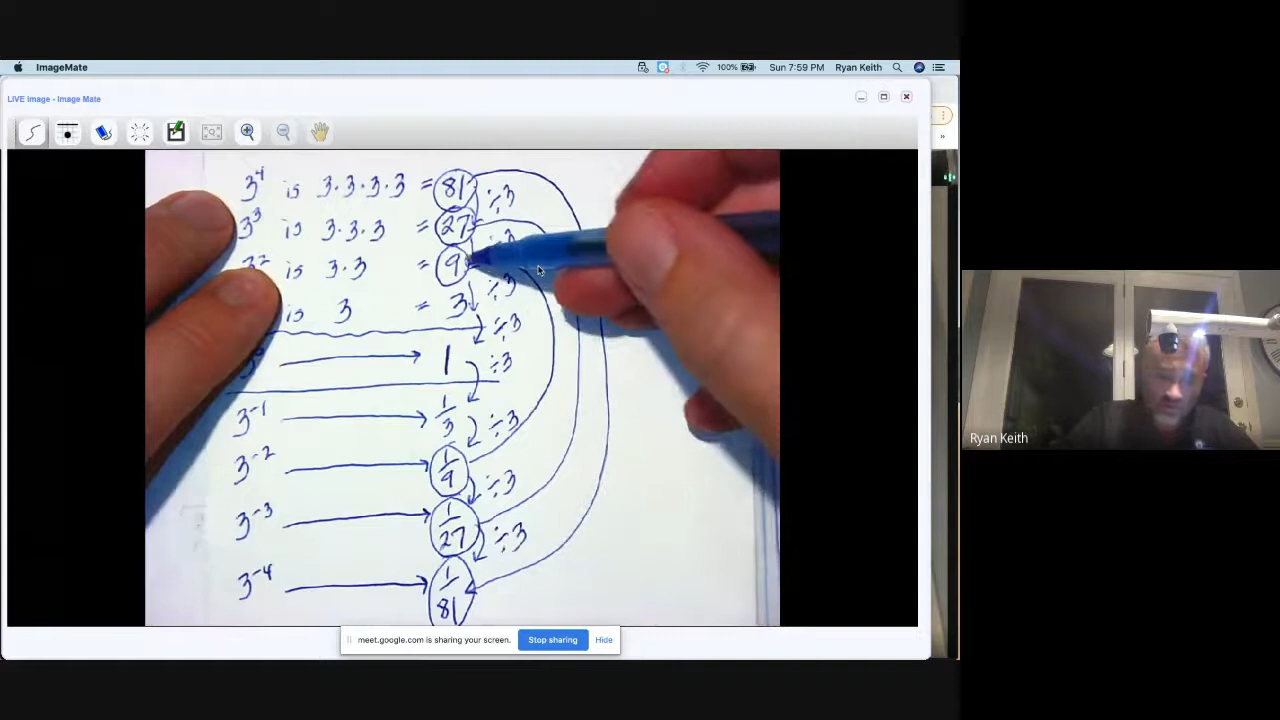 ImageMate
100%
Sun 7:59 PM
Ryan Keith
LIVE Image - Image Mate
3⁴ is 3·3·3·3 = 81
÷3
3³ is 3·3·3 = 27
÷3
3² is 3·3 = 9
÷3
is 3 = 3
÷3
1
÷3
3⁻¹ → 1/3
÷3
3⁻² → 1/9
÷3
3⁻³ → 1/27
÷3
3⁻⁴ → 1/81
meet.google.com is sharing your screen.
Stop sharing
Hide
Ryan Keith